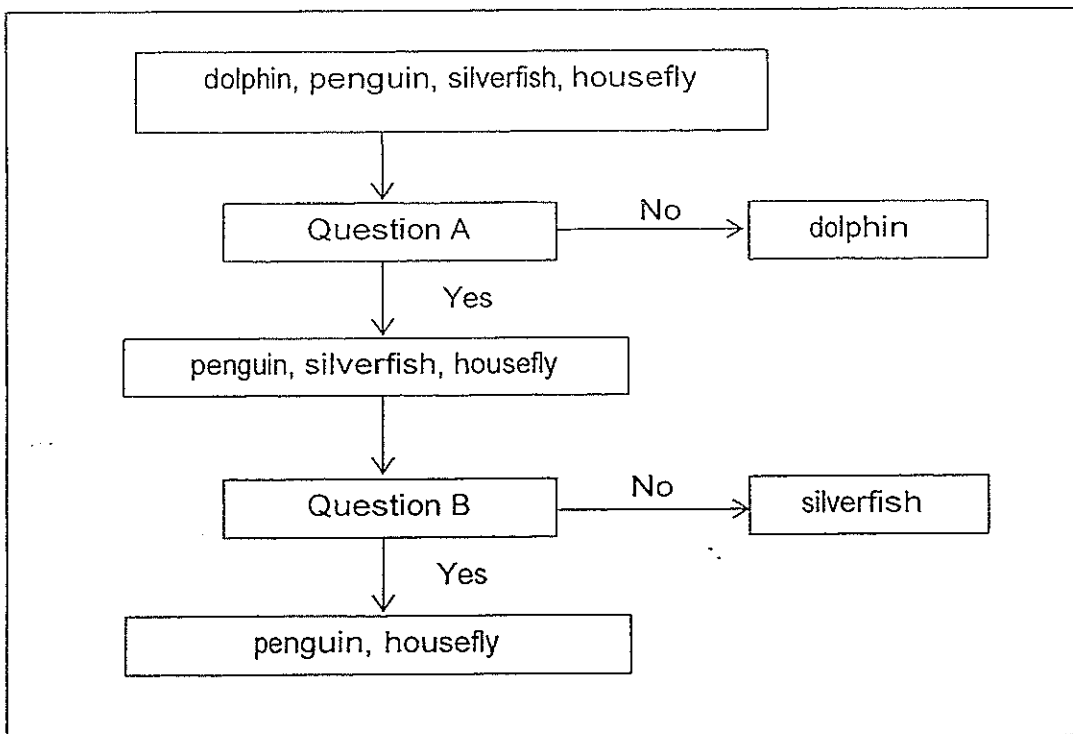 dolphin, penguin, silverfish, housefly
Question A
No
dolphin
Yes
penguin, silverfish, housefly
Question B
No
silverfish
Yes
penguin, housefly